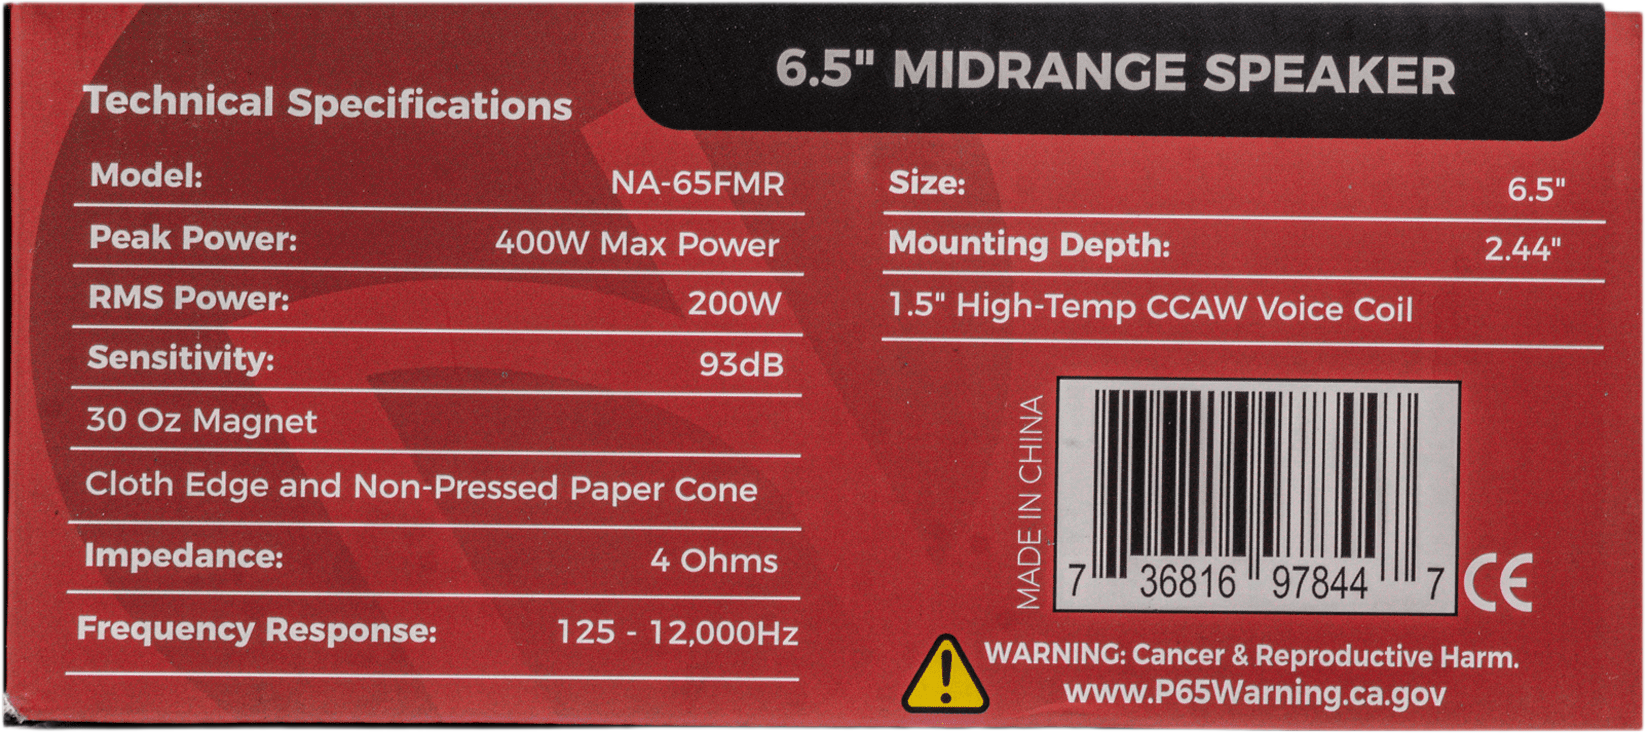 6.5" MIDRANGE SPEAKER
Technical Specifications
Model: NA-65FMR
Peak Power: 400W Max Power
RMS Power: 200W
Sensitivity: 93dB
30 Oz Magnet
Cloth Edge and Non-Pressed Paper Cone
Impedance: 4 Ohms
Frequency Response: 125 - 12,000Hz
Size: 6.5"
Mounting Depth: 2.44"
1.5" High-Temp CCAW Voice Coil
MADE IN CHINA
7 36816 97844 7
CE
WARNING: Cancer & Reproductive Harm.
www.P65Warning.ca.gov